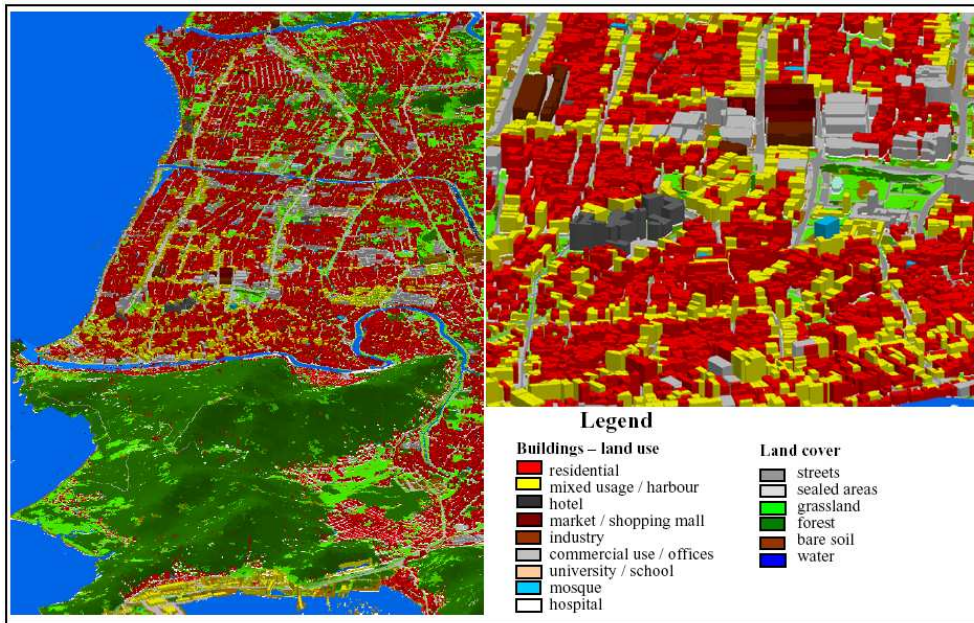 Legend
Buildings – land use
residential
mixed usage / harbour
hotel
market / shopping mall
industry
commercial use / offices
university / school
mosque
hospital
Land cover
streets
sealed areas
grassland
forest
bare soil
water